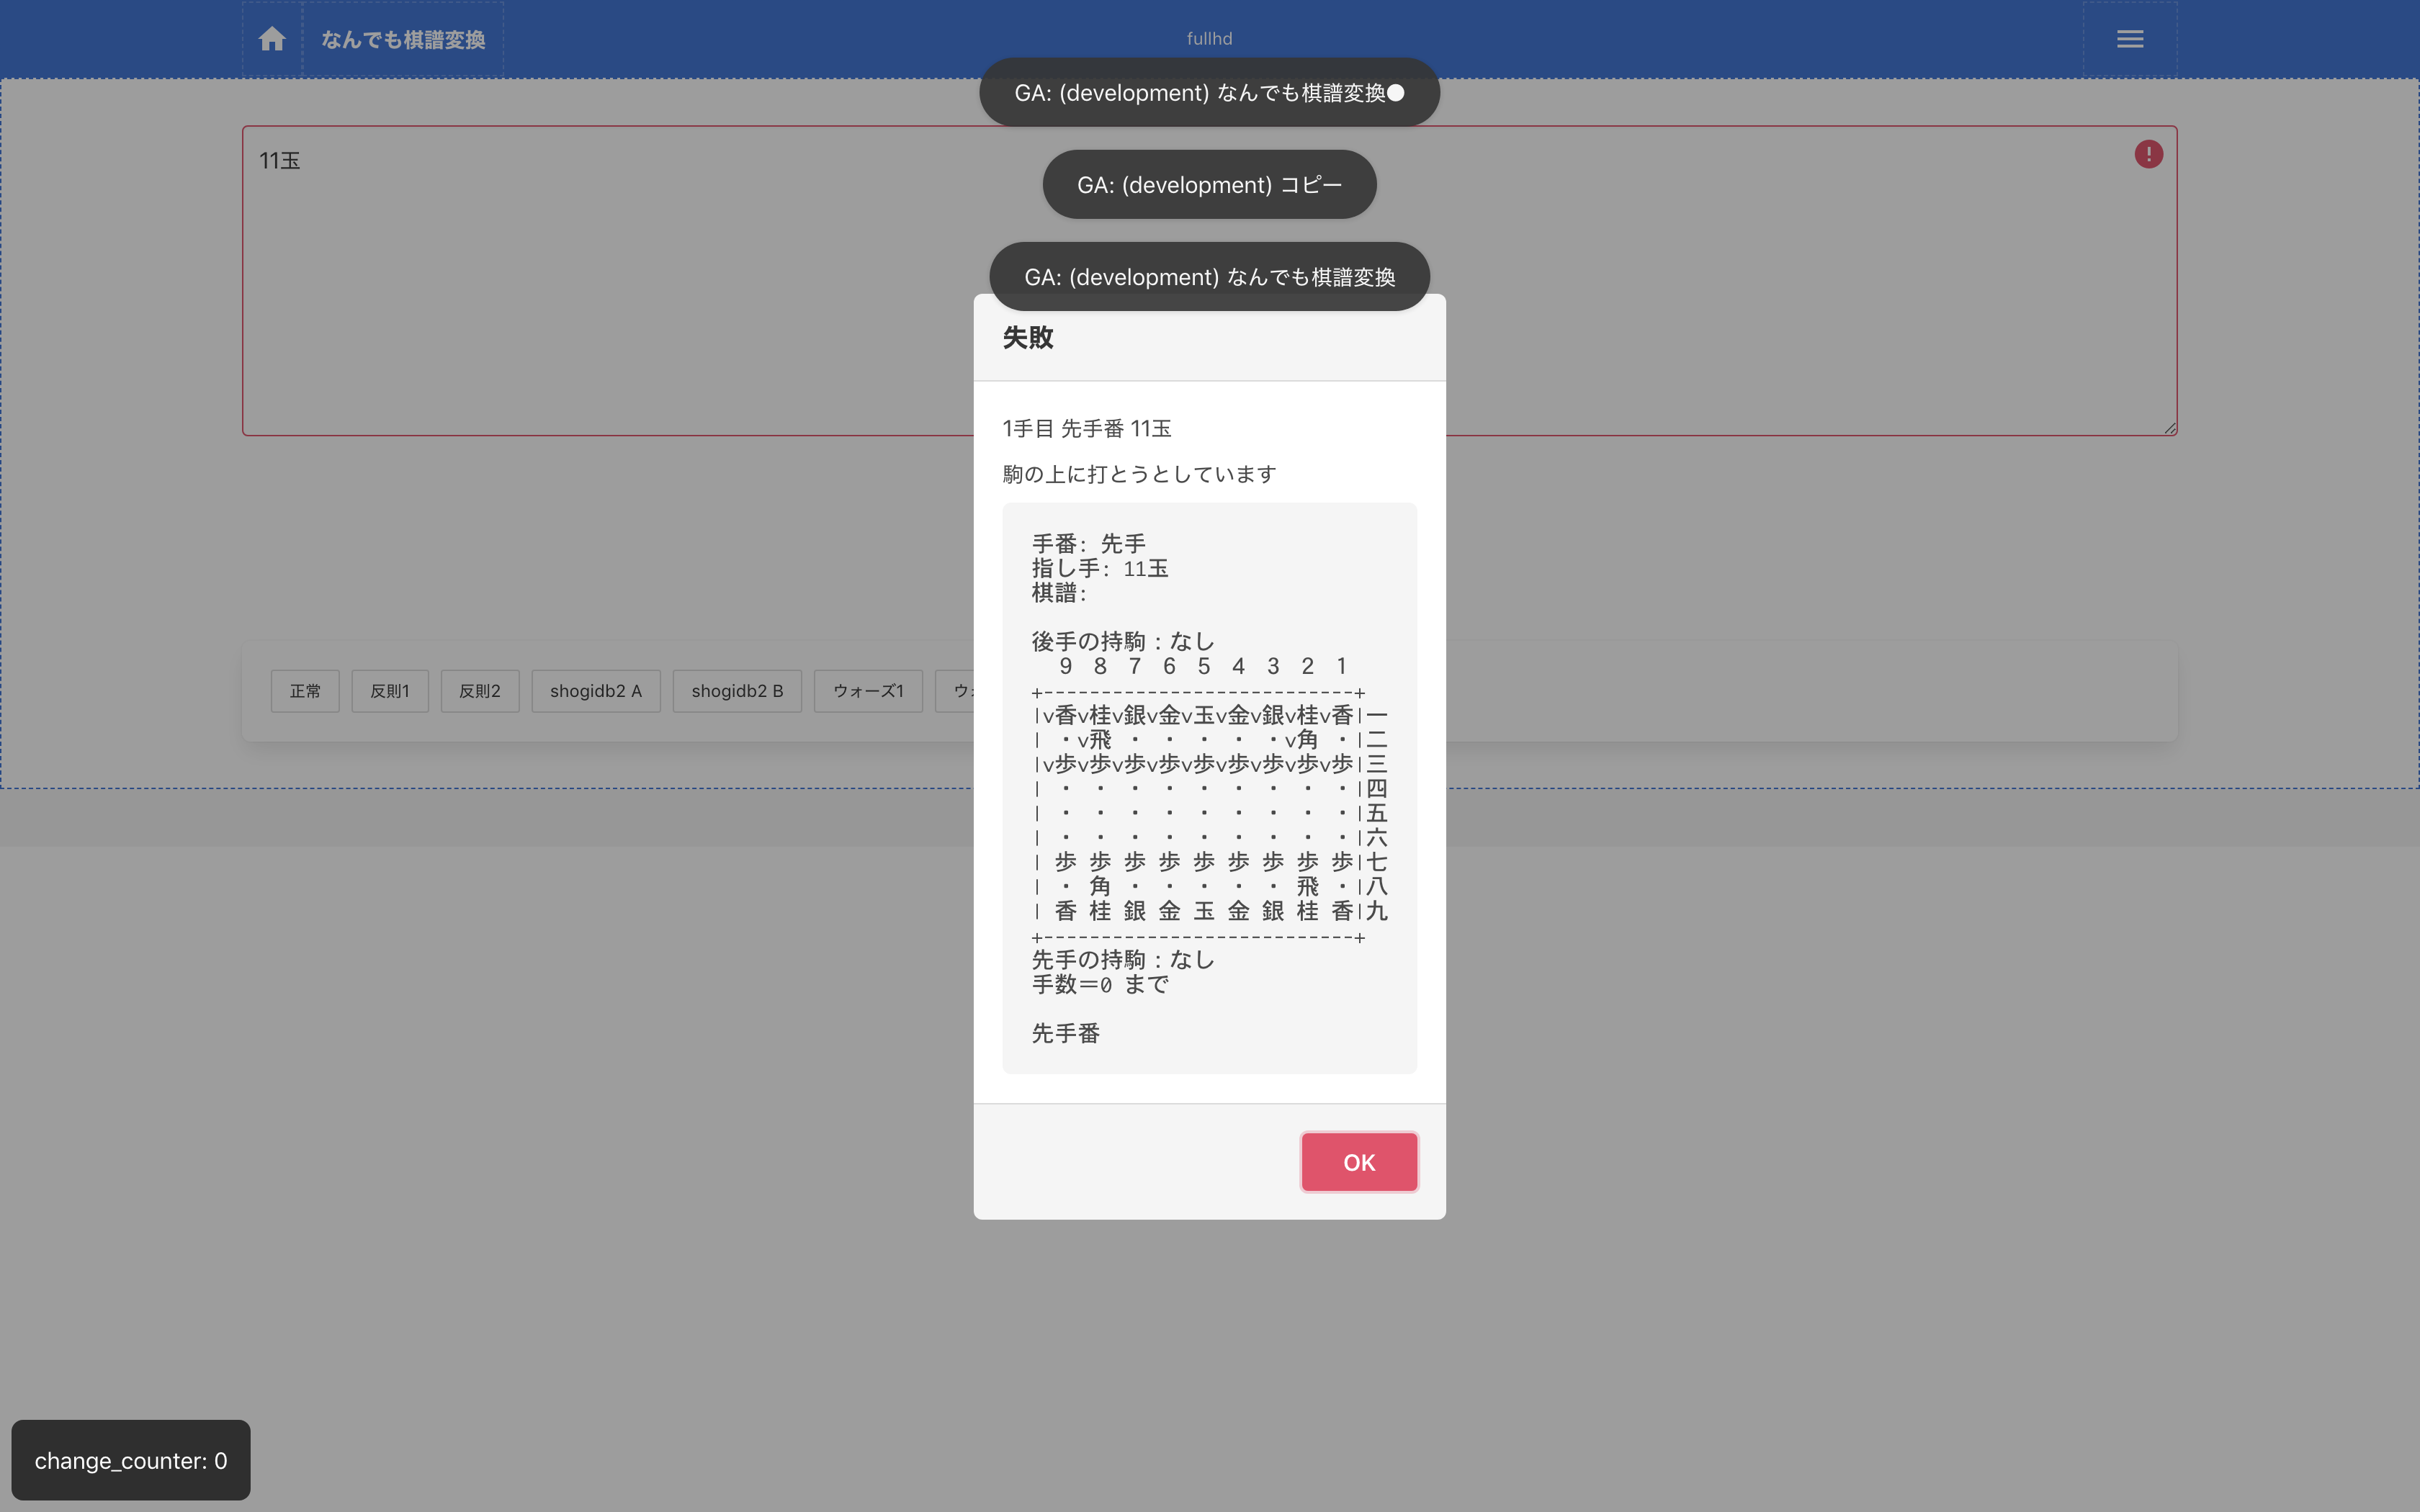 なんでも棋譜変換
fullhd
GA: (development) なんでも棋譜変換●
GA: (development) コピー
GA: (development) なんでも棋譜変換
11玉
失敗
1手目 先手番 11玉
駒の上に打とうとしています
手番: 先手
指し手: 11玉
棋譜:
後手の持駒：なし
9 8 7 6 5 4 3 2 1
+---------------------------+
|v香v桂v銀v金v玉v金v銀v桂v香|一
| ・v飛 ・ ・ ・ ・ ・v角 ・|二
|v歩v歩v歩v歩v歩v歩v歩v歩v歩|三
| ・ ・ ・ ・ ・ ・ ・ ・ ・|四
| ・ ・ ・ ・ ・ ・ ・ ・ ・|五
| ・ ・ ・ ・ ・ ・ ・ ・ ・|六
| 歩 歩 歩 歩 歩 歩 歩 歩 歩|七
| ・ 角 ・ ・ ・ ・ ・ 飛 ・|八
| 香 桂 銀 金 玉 金 銀 桂 香|九
+---------------------------+
先手の持駒：なし
手数＝0 まで
先手番
OK
正常 反則1 反則2 shogidb2 A shogidb2 B ウォーズ1
change_counter: 0